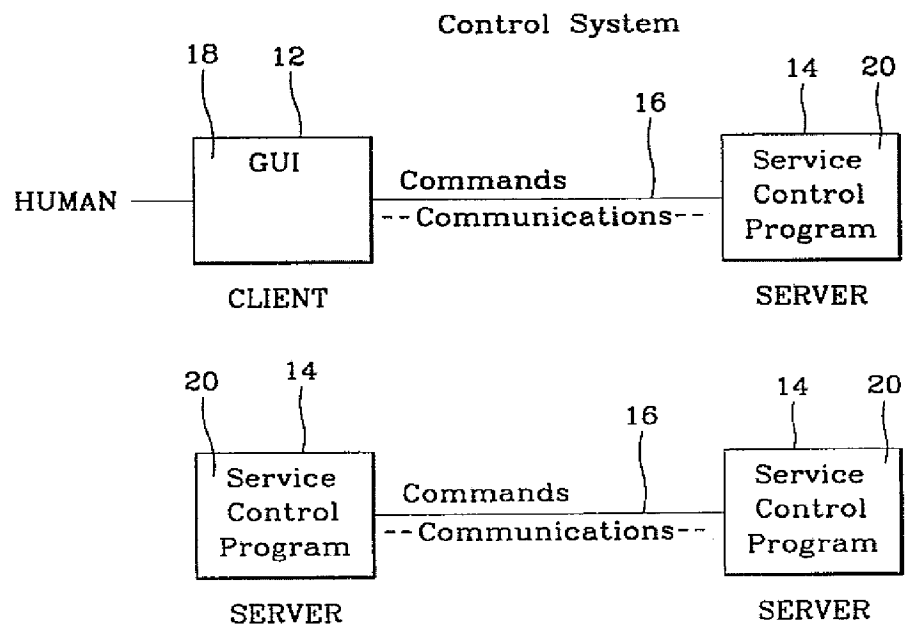 Control System
18 12 14 20
GUI
16
Service
Control
Program
HUMAN
Commands
--Communications--
CLIENT
SERVER
20 14 14 20
16
Service
Control
Program
Commands
--Communications--
Service
Control
Program
SERVER
SERVER